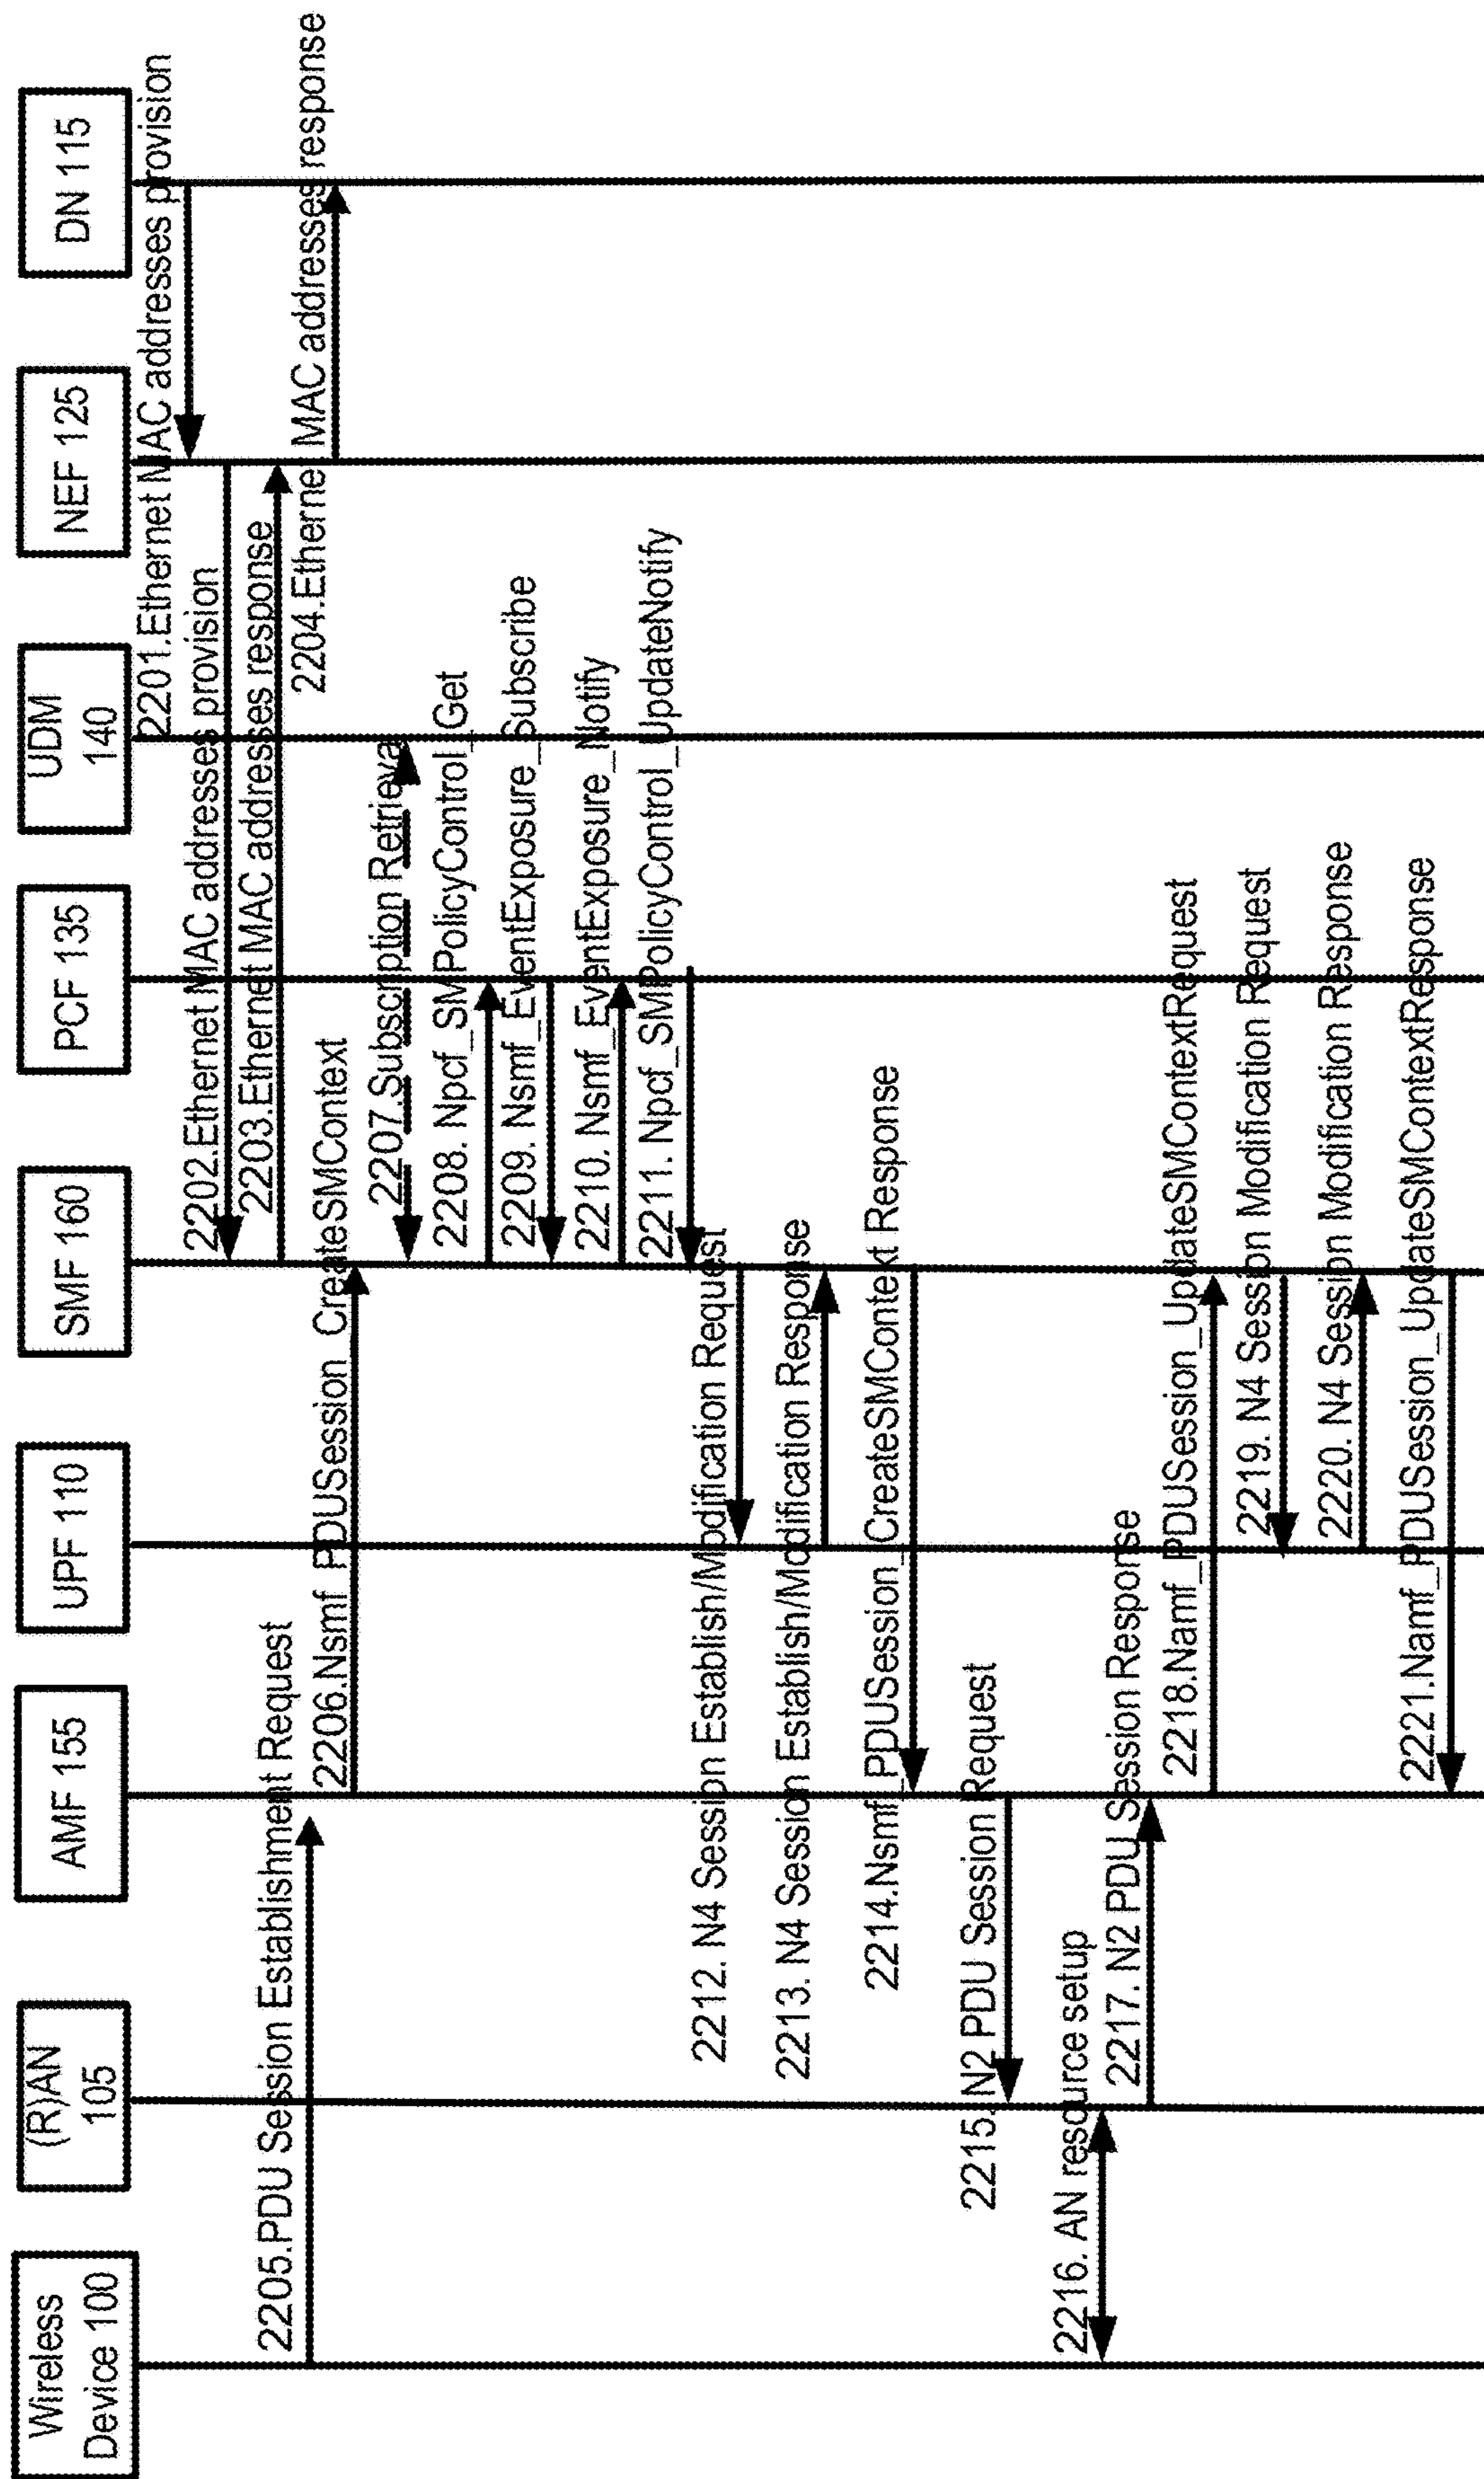 Wireless
Device 100
(R)AN
105
AMF 155
UPF 110
SMF 160
PCF 135
UDM
140
NEF 125
DN 115
2201.Ethernet MAC addresses provision
2202.Ethernet MAC addresses provision
2203.Ethernet MAC addresses response
2204.Etherne MAC addresses response
2205.PDU Session Establishment Request
2206.Nsmf_PDUSession_CreateSMContext
2207.Subscription Retrieval
2208. Npcf_SMPolicyControl_Get
2209. Nsmf_EventExposure_Subscribe
2210. Nsmf_EventExposure_Notify
2211. Npcf_SMPolicyControl_UpdateNotify
2212. N4 Session Establish/Modification Request
2213. N4 Session Establish/Modification Response
2214.Nsmf_PDUSession_CreateSMContext Response
2215. N2 PDU Session Request
2216. AN resource setup
2217. N2 PDU Session Response
2218.Namf_PDUSession_UpdateSMContextRequest
2219. N4 Session Modification Request
2220. N4 Session Modification Response
2221.Namf_PDUSession_UpdateSMContextResponse